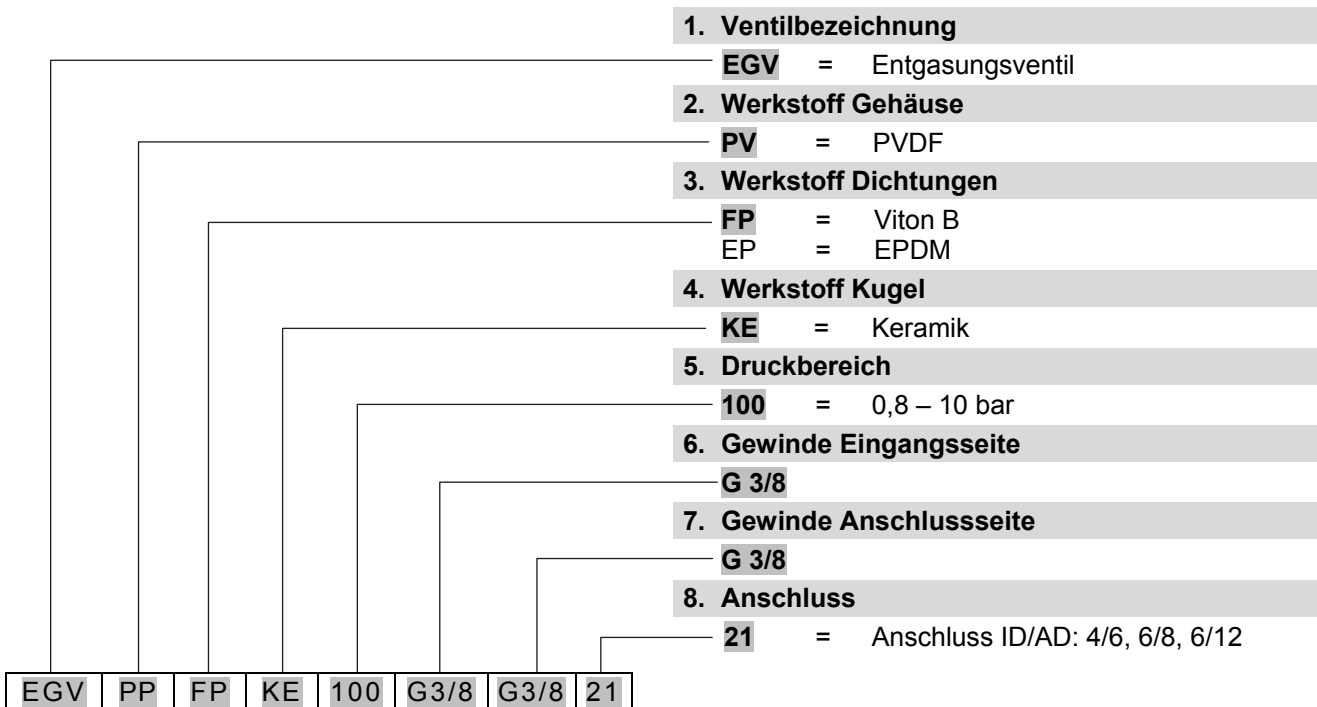 1. Ventilbezeichnung
EGV = Entgasungsventil
2. Werkstoff Gehäuse
PV = PVDF
3. Werkstoff Dichtungen
FP = Viton B
EP = EPDM
4. Werkstoff Kugel
KE = Keramik
5. Druckbereich
100 = 0,8 – 10 bar
6. Gewinde Eingangsseite
G 3/8
7. Gewinde Anschlussseite
G 3/8
8. Anschluss
21 = Anschluss ID/AD: 4/6, 6/8, 6/12
EGV PP FP KE 100 G3/8 G3/8 21